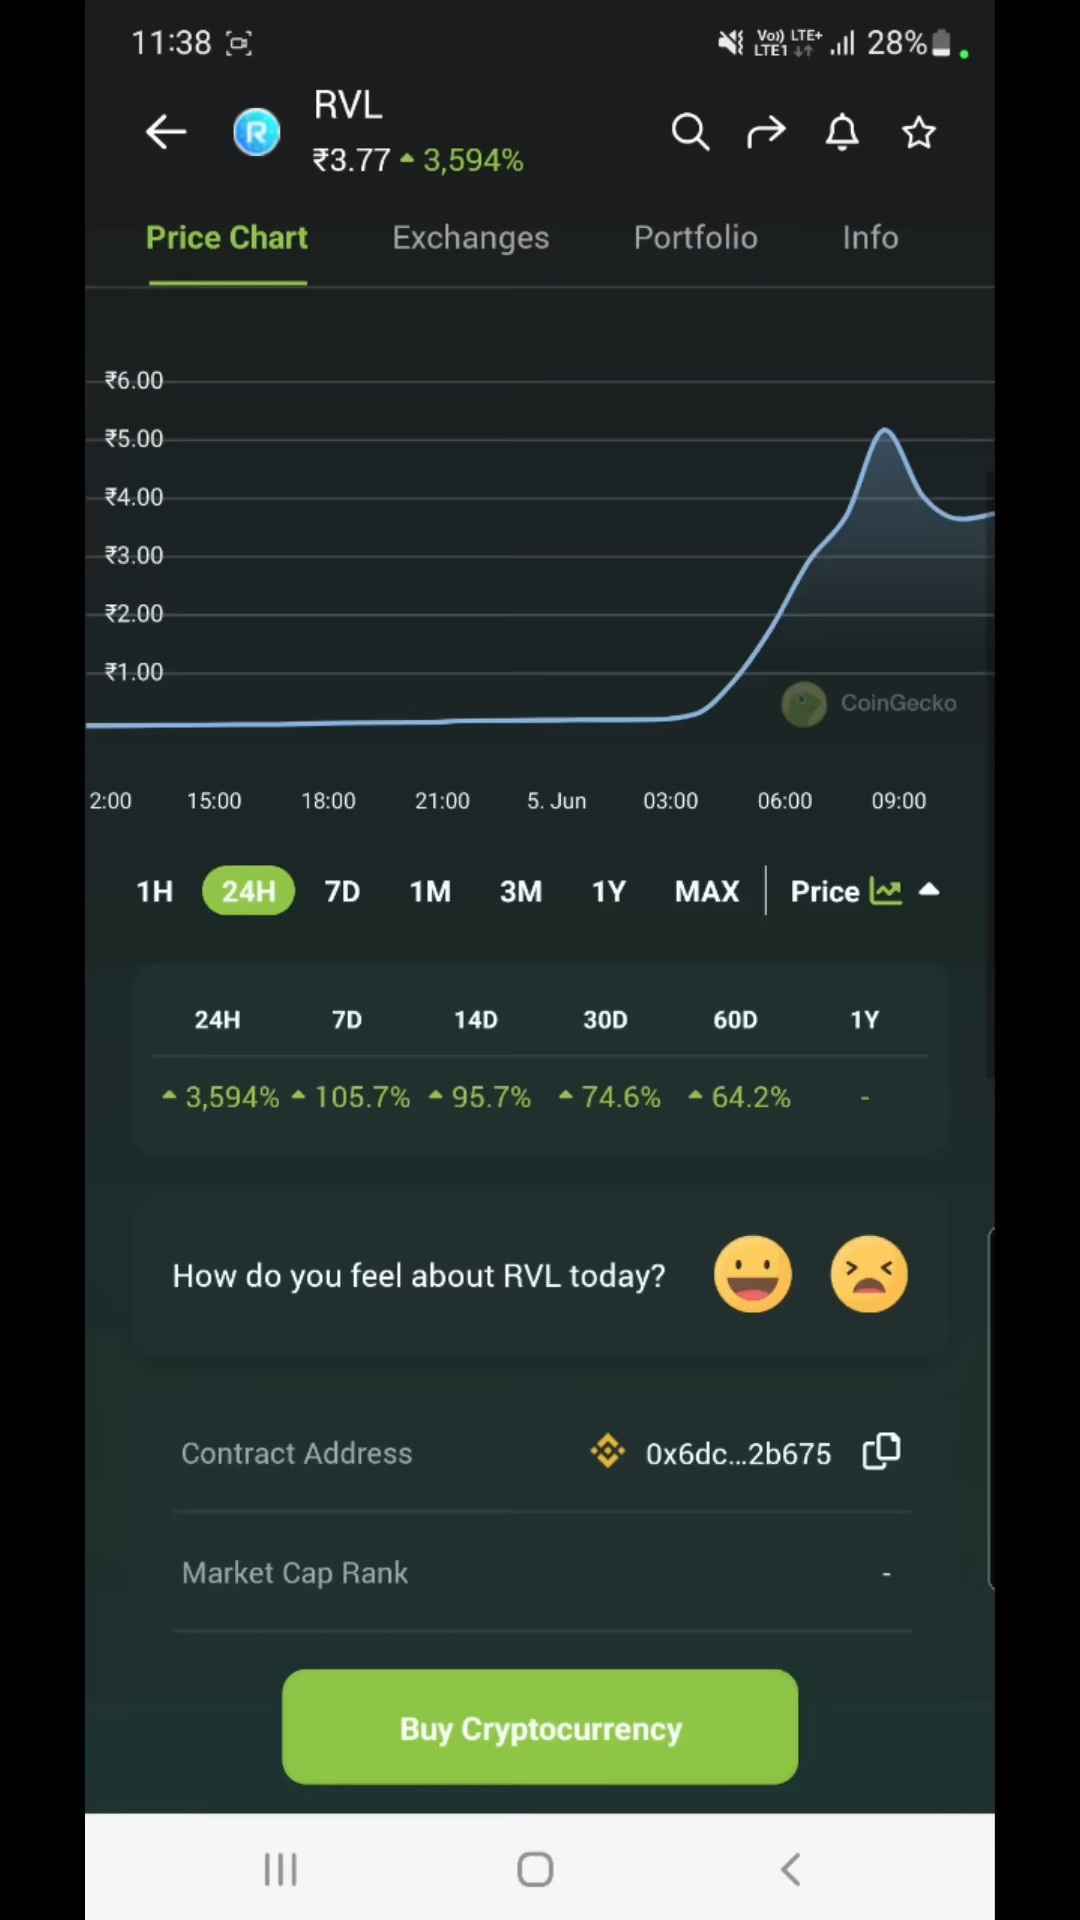 11:38
Vo)) LTE+
LTE1
28%
R
RVL
₹3.77 3,594%
Price Chart Exchanges Portfolio Info
₹6.00
₹5.00
₹4.00
₹3.00
₹2.00
₹1.00
CoinGecko
2:00 15:00 18:00 21:00 5. Jun 03:00 06:00 09:00
1H 24H 7D 1M 3M 1Y MAX Price
24H 7D 14D 30D 60D 1Y
3,594% 105.7% 95.7% 74.6% 64.2% -
How do you feel about RVL today?
Contract Address 0x6dc...2b675
Market Cap Rank -
Buy Cryptocurrency